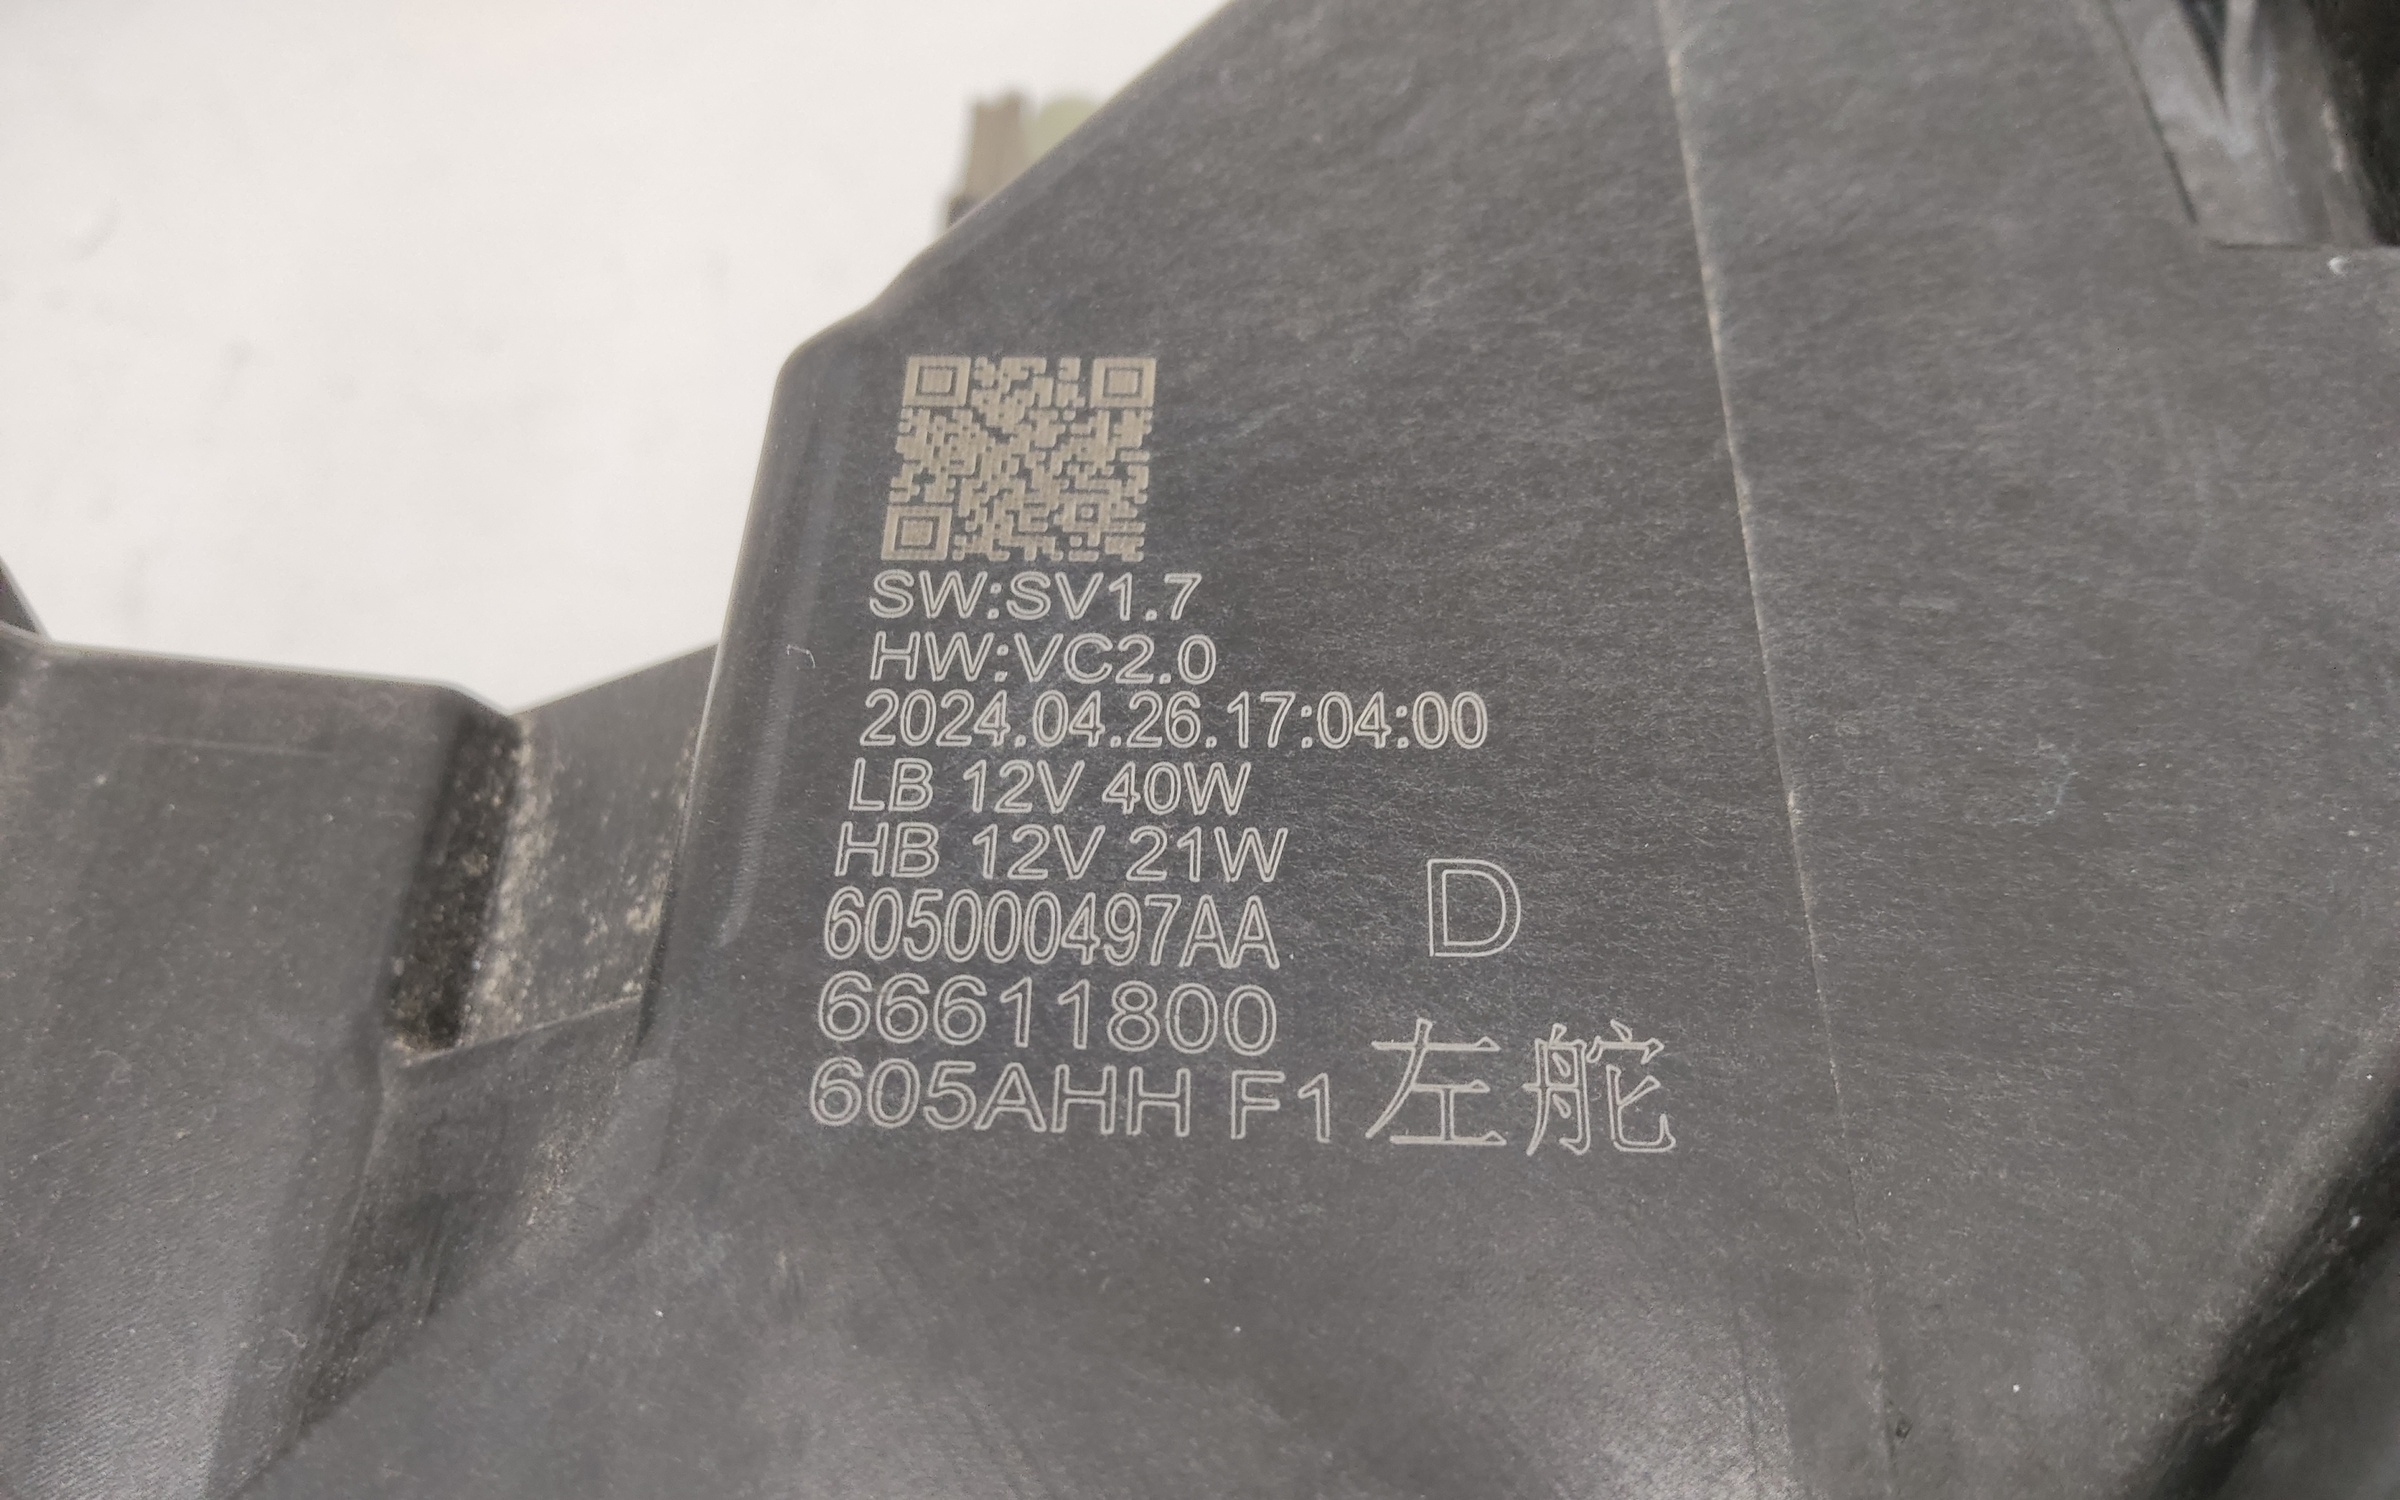 SW:SV1.7
HW:VC2.0
2024.04.26.17:04:00
LB 12V 40W
HB 12V 21W
605000497AA
D
66611800
605AHH F1 左舵